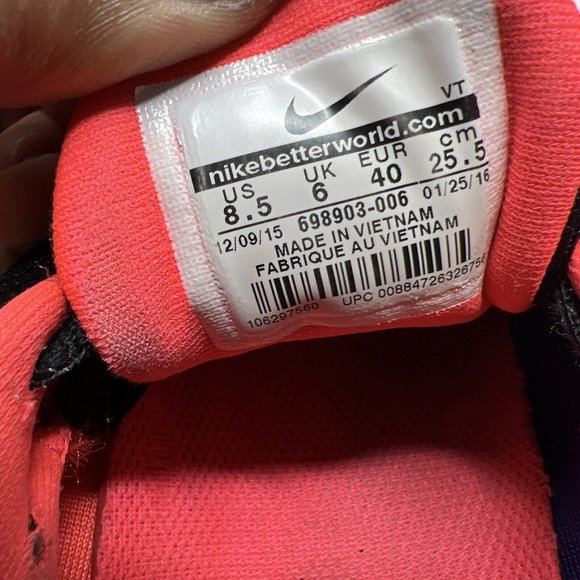 VT
nikebetterworld.com
US UK EUR cm
8.5 6 40 25.5
12/09/15 698903-006 01/25/16
MADE IN VIETNAM
FABRIQUE AU VIETNAM
106297560 UPC 00884726326756